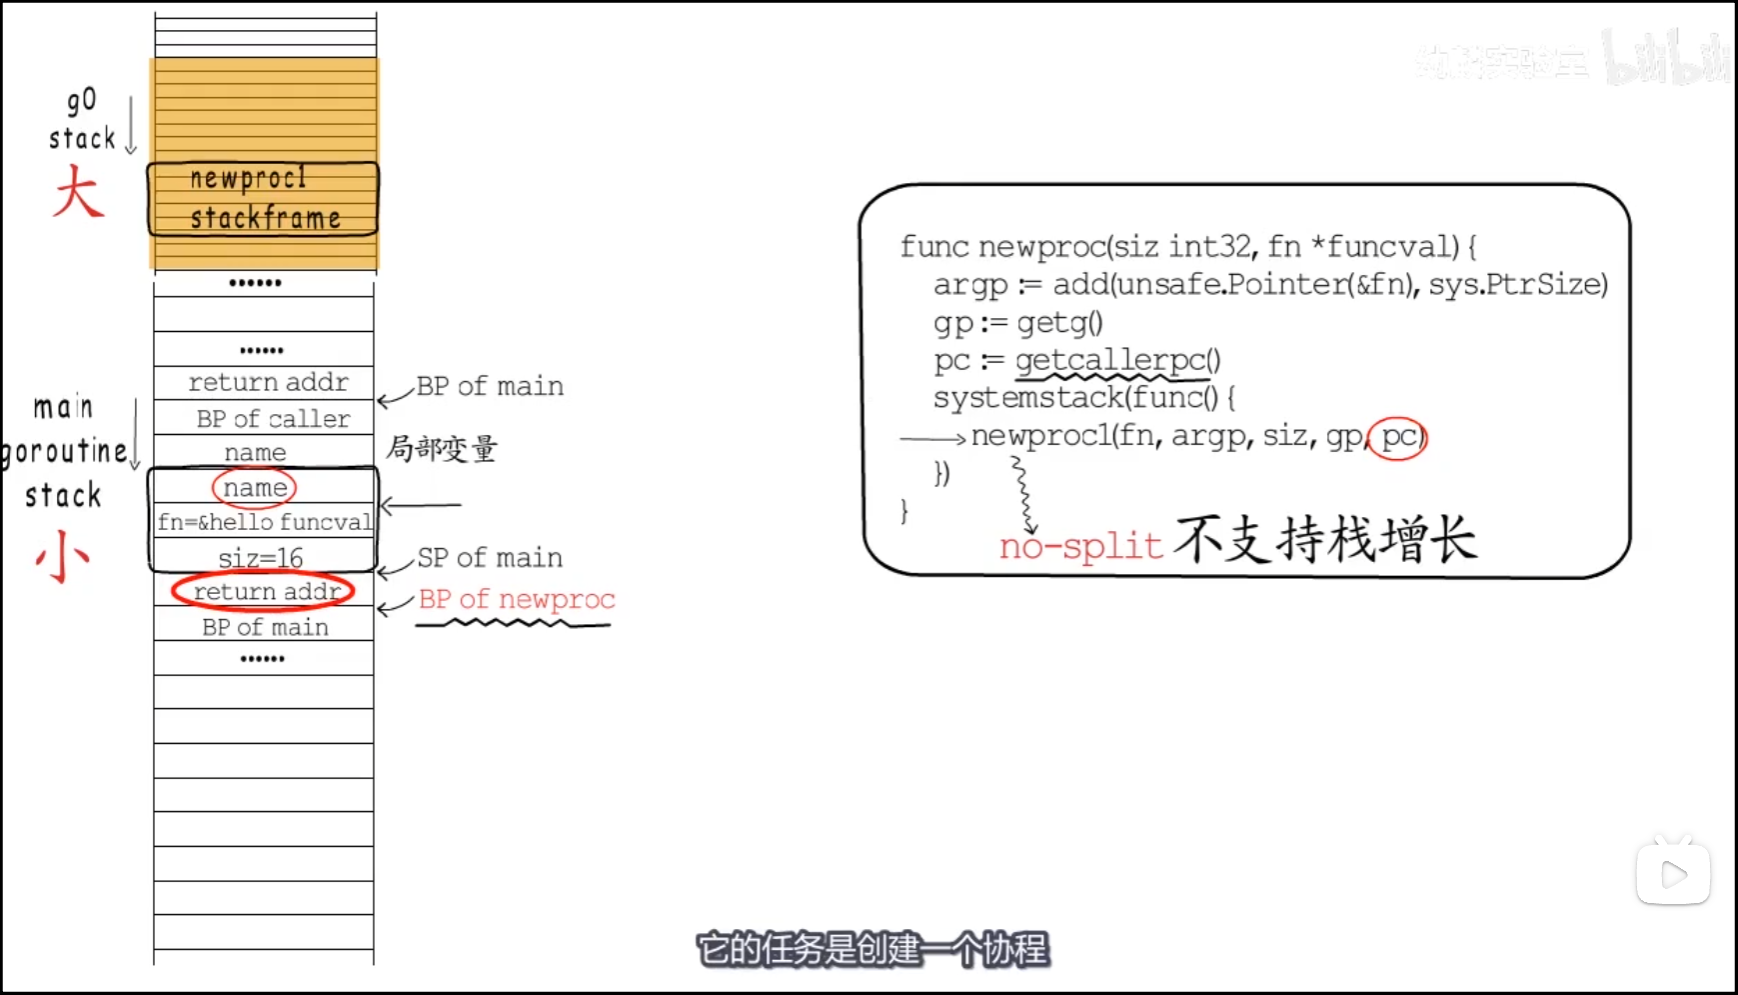 幼麟实验室 bilibili
g0
stack
大
newproc1
stackframe
••••••
••••••
return addr
BP of main
BP of caller
name
局部变量
main
goroutine
stack
小
name
fn=&hello funcval
siz=16
SP of main
return addr
BP of newproc
BP of main
••••••
func newproc(siz int32, fn *funcval) {
argp := add(unsafe.Pointer(&fn), sys.PtrSize)
gp := getg()
pc := getcallerpc()
systemstack(func() {
newproc1(fn, argp, siz, gp, pc)
})
}
no-split 不支持栈增长
它的任务是创建一个协程